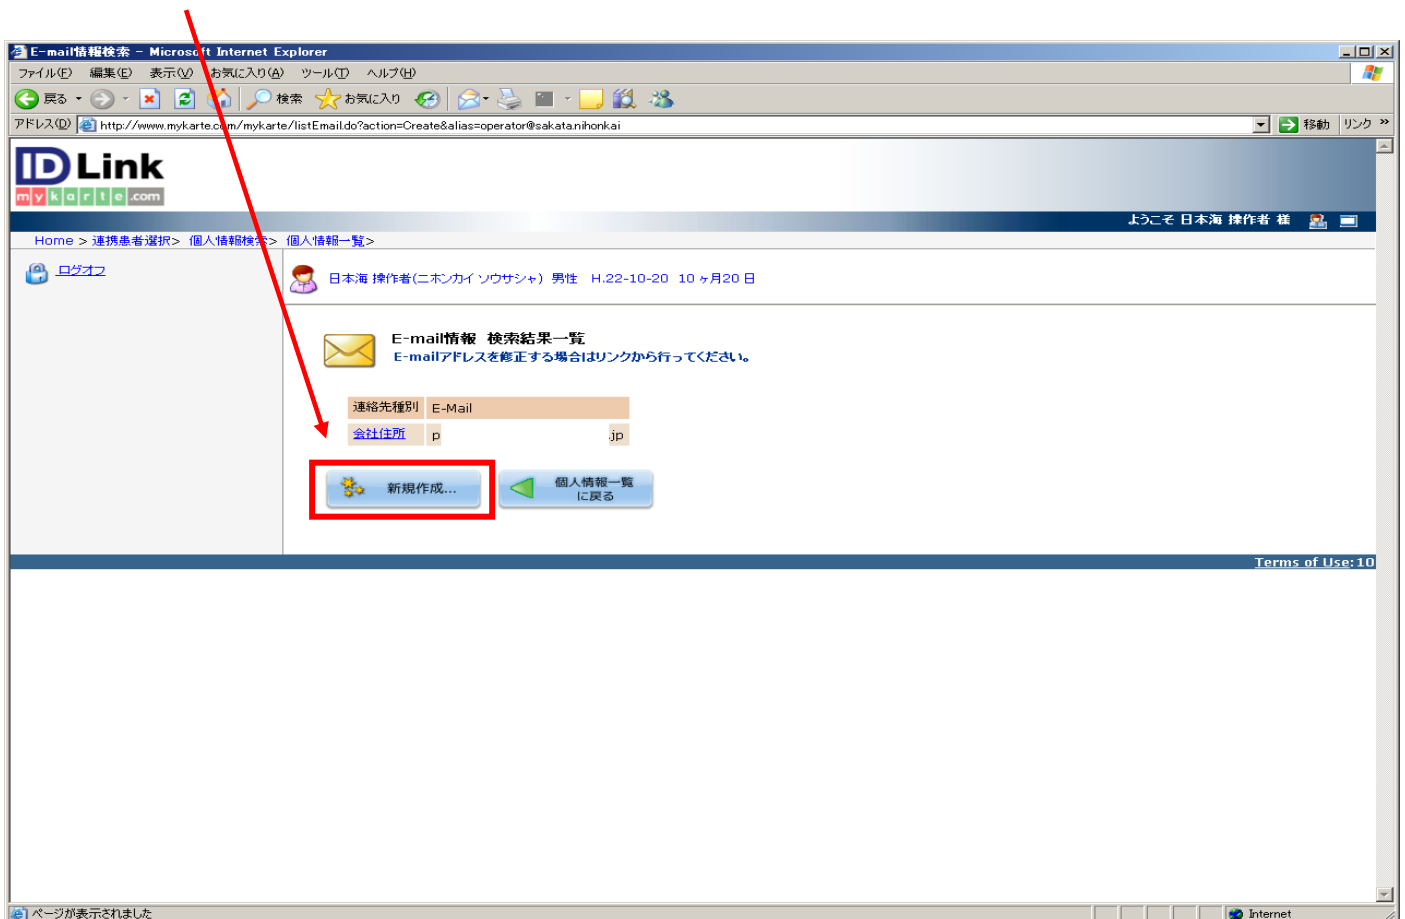 E-mail情報検索 - Microsoft Internet Explorer
ファイル(F) 編集(E) 表示(V) お気に入り(A) ツール(T) ヘルプ(H)
戻る 検索 お気に入り
アドレス(D) http://www.mykarte.com/mykarte/listEmail.do?action=Create&alias=operator@sakata.nihonkai 移動 リンク »
ID Link
mykarte.com
ようこそ 日本海 操作者 様
Home > 連携患者選択> 個人情報検索> 個人情報一覧>
ログオフ
日本海 操作者(ニホンカイ ソウサシャ) 男性 H.22-10-20 10ヶ月20日
E-mail情報 検索結果一覧
E-mailアドレスを修正する場合はリンクから行ってください。
連絡先種別 E-Mail
会社住所 p .jp
新規作成...
個人情報一覧
に戻る
Terms of Use:10
ページが表示されました Internet